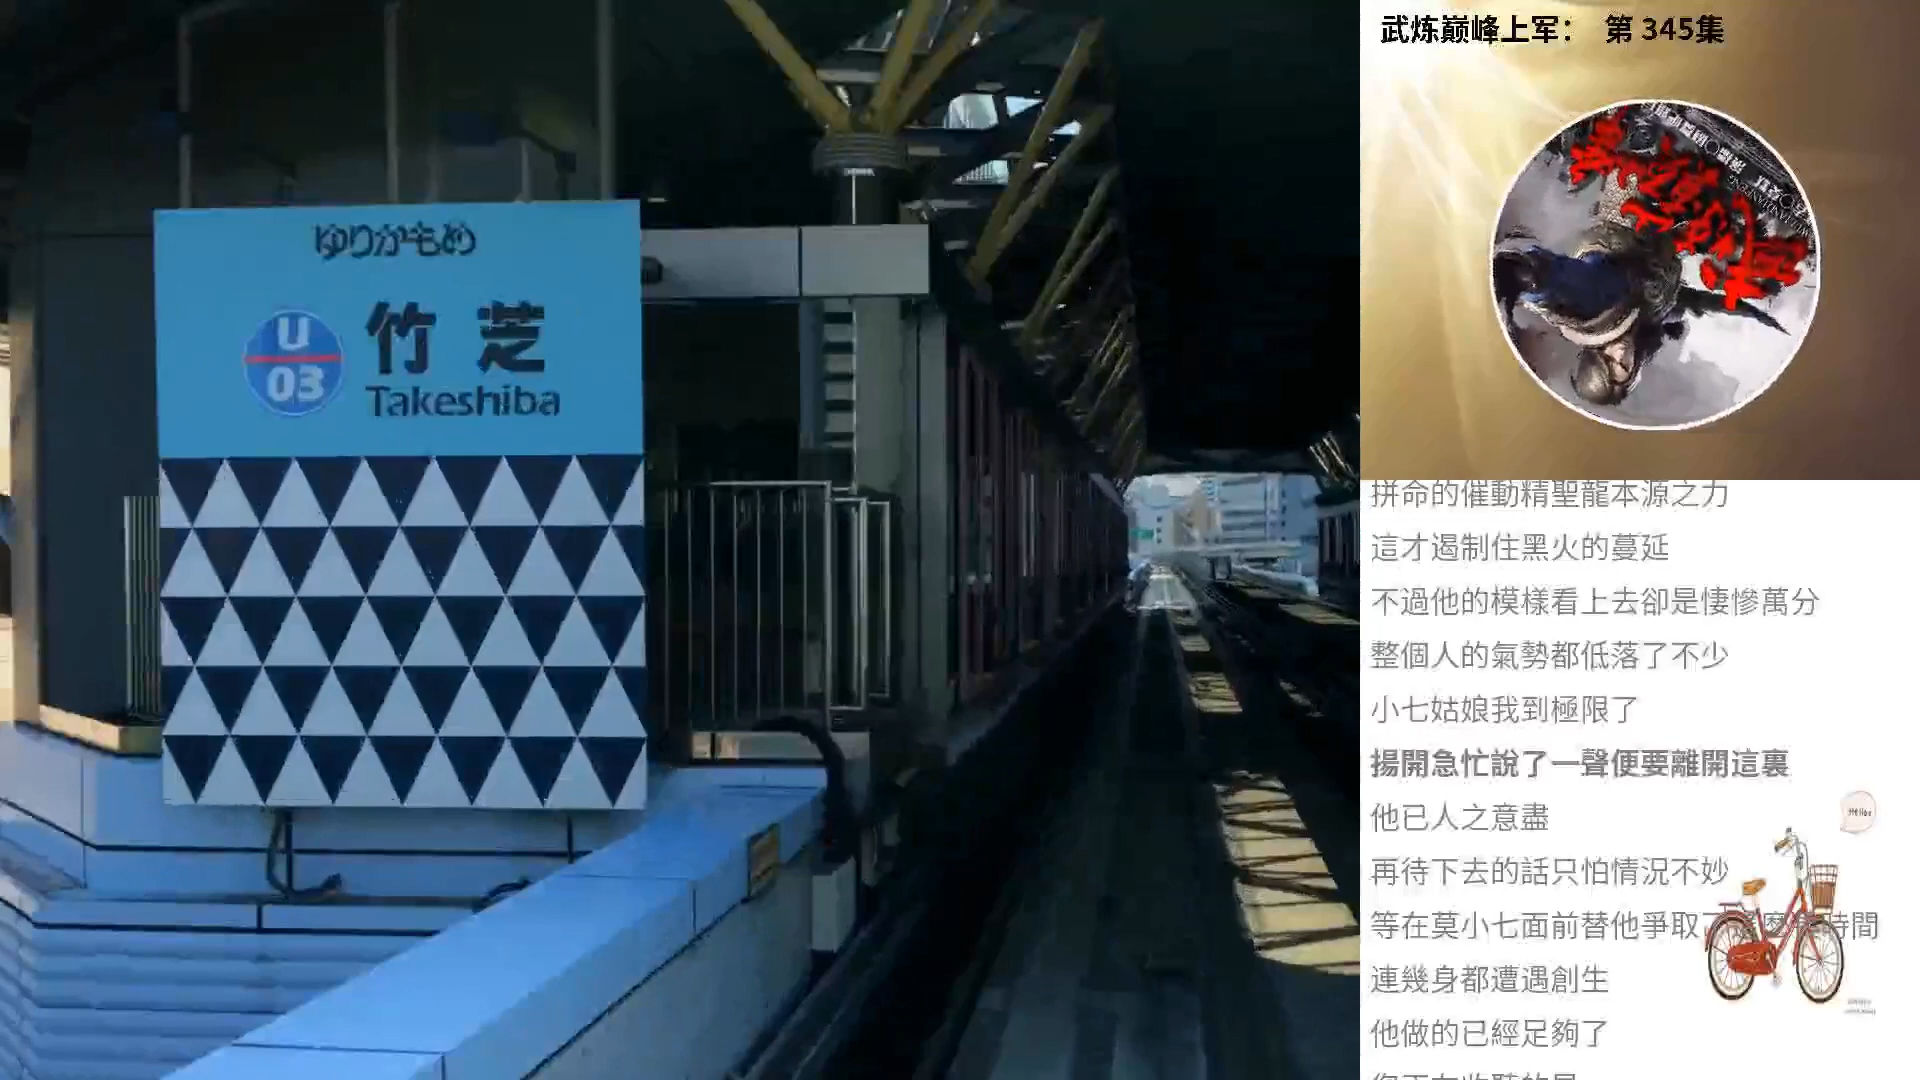 ゆりかもめ
U
03
竹芝
Takeshiba
武炼巅峰上军： 第 345集
拼命的催動精聖龍本源之力
這才遏制住黑火的蔓延
不過他的模樣看上去卻是悽慘萬分
整個人的氣勢都低落了不少
小七姑娘我到極限了
揚開急忙說了一聲便要離開這裏
他已人之意盡
再待下去的話只怕情況不妙
等在莫小七面前替他爭取了這麼長時間
連幾身都遭遇創生
他做的已經足夠了